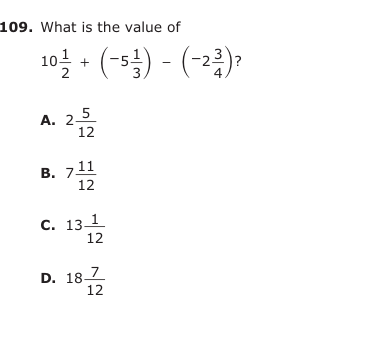 109. What is the value of
10 1/2 + (-5 1/3) - (-2 3/4)?
A. 2 5/12
B. 7 11/12
C. 13 1/12
D. 18 7/12